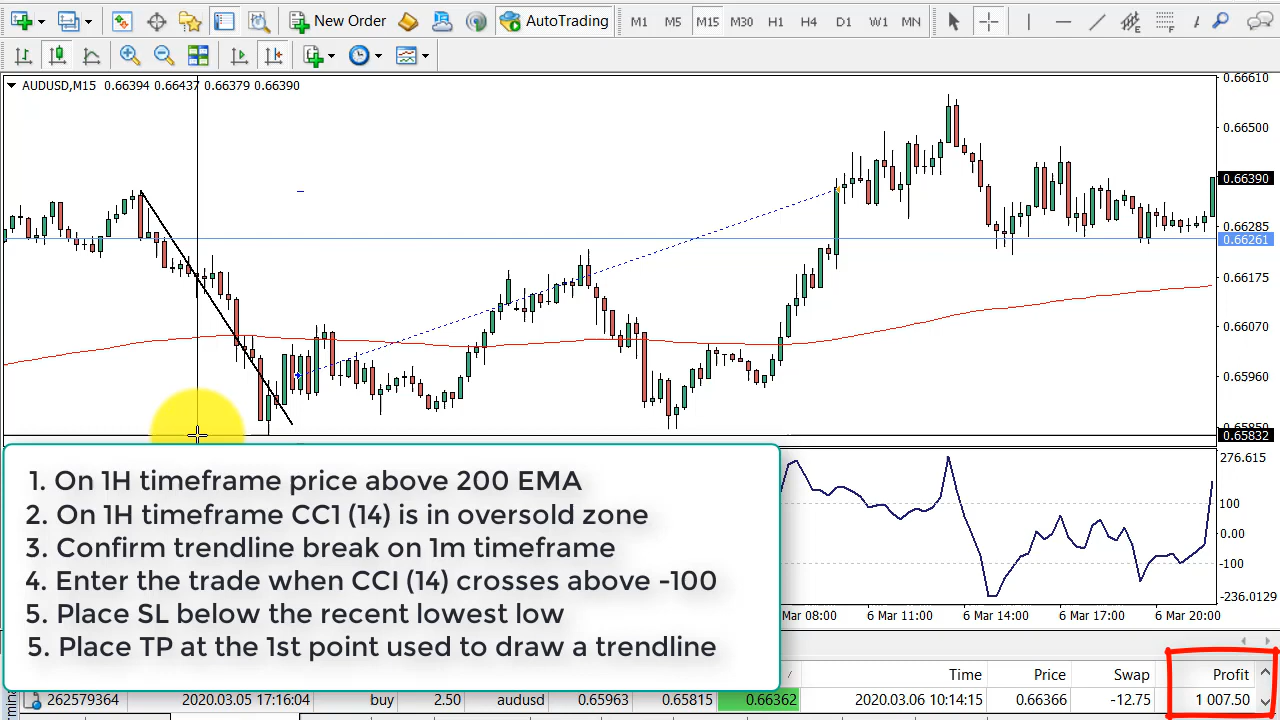 New Order
AutoTrading
M1 M5 M15 M30 H1 H4 D1 W1 MN
E
F
AUDUSD,M15 0.66394 0.66437 0.66379 0.66390
0.66610
0.66500
0.66390
0.66285
0.66261
0.66175
0.66070
0.65960
0.65850
0.65832
276.615
100
0.00
-100
-236.0129
1. On 1H timeframe price above 200 EMA
2. On 1H timeframe CC1 (14) is in oversold zone
3. Confirm trendline break on 1m timeframe
4. Enter the trade when CCI (14) crosses above -100
5. Place SL below the recent lowest low
5. Place TP at the 1st point used to draw a trendline
Mar 08:00 6 Mar 11:00 6 Mar 14:00 6 Mar 17:00 6 Mar 20:00
/ Time Price Swap Profit
262579364 2020.03.05 17:16:04 buy 2.50 audusd 0.65963 0.65815 0.66362 2020.03.06 10:14:15 0.66366 -12.75 1 007.50